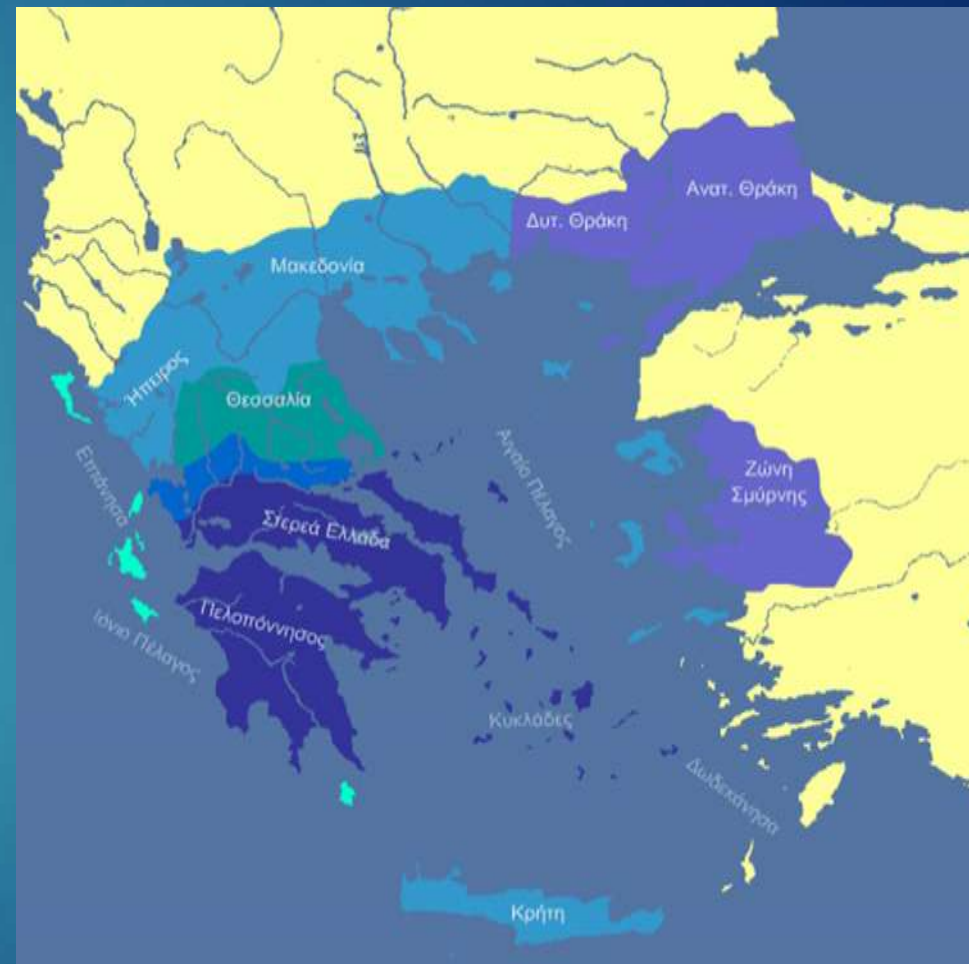 Ανατ. Θράκη
Δυτ. Θράκη
Μακεδονία
Ήπειρος
Θεσσαλία
Επτάνησα
Αιγαίο Πέλαγος
Ζώνη
Σμύρνης
Στερεά Ελλάδα
Πελοπόννησος
Ιόνιο Πέλαγος
Κυκλάδες
Δωδεκάνησα
Κρήτη